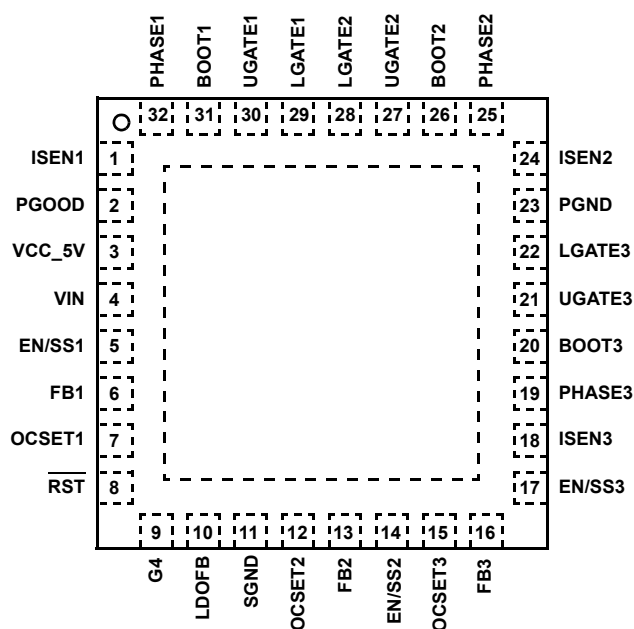 PHASE1
BOOT1
UGATE1
LGATE1
LGATE2
UGATE2
BOOT2
PHASE2
32 31 30 29 28 27 26 25
ISEN1 1
PGOOD 2
VCC_5V 3
VIN 4
EN/SS1 5
FB1 6
OCSET1 7
RST 8
24 ISEN2
23 PGND
22 LGATE3
21 UGATE3
20 BOOT3
19 PHASE3
18 ISEN3
17 EN/SS3
9 10 11 12 13 14 15 16
G4
LDOFB
SGND
OCSET2
FB2
EN/SS2
OCSET3
FB3